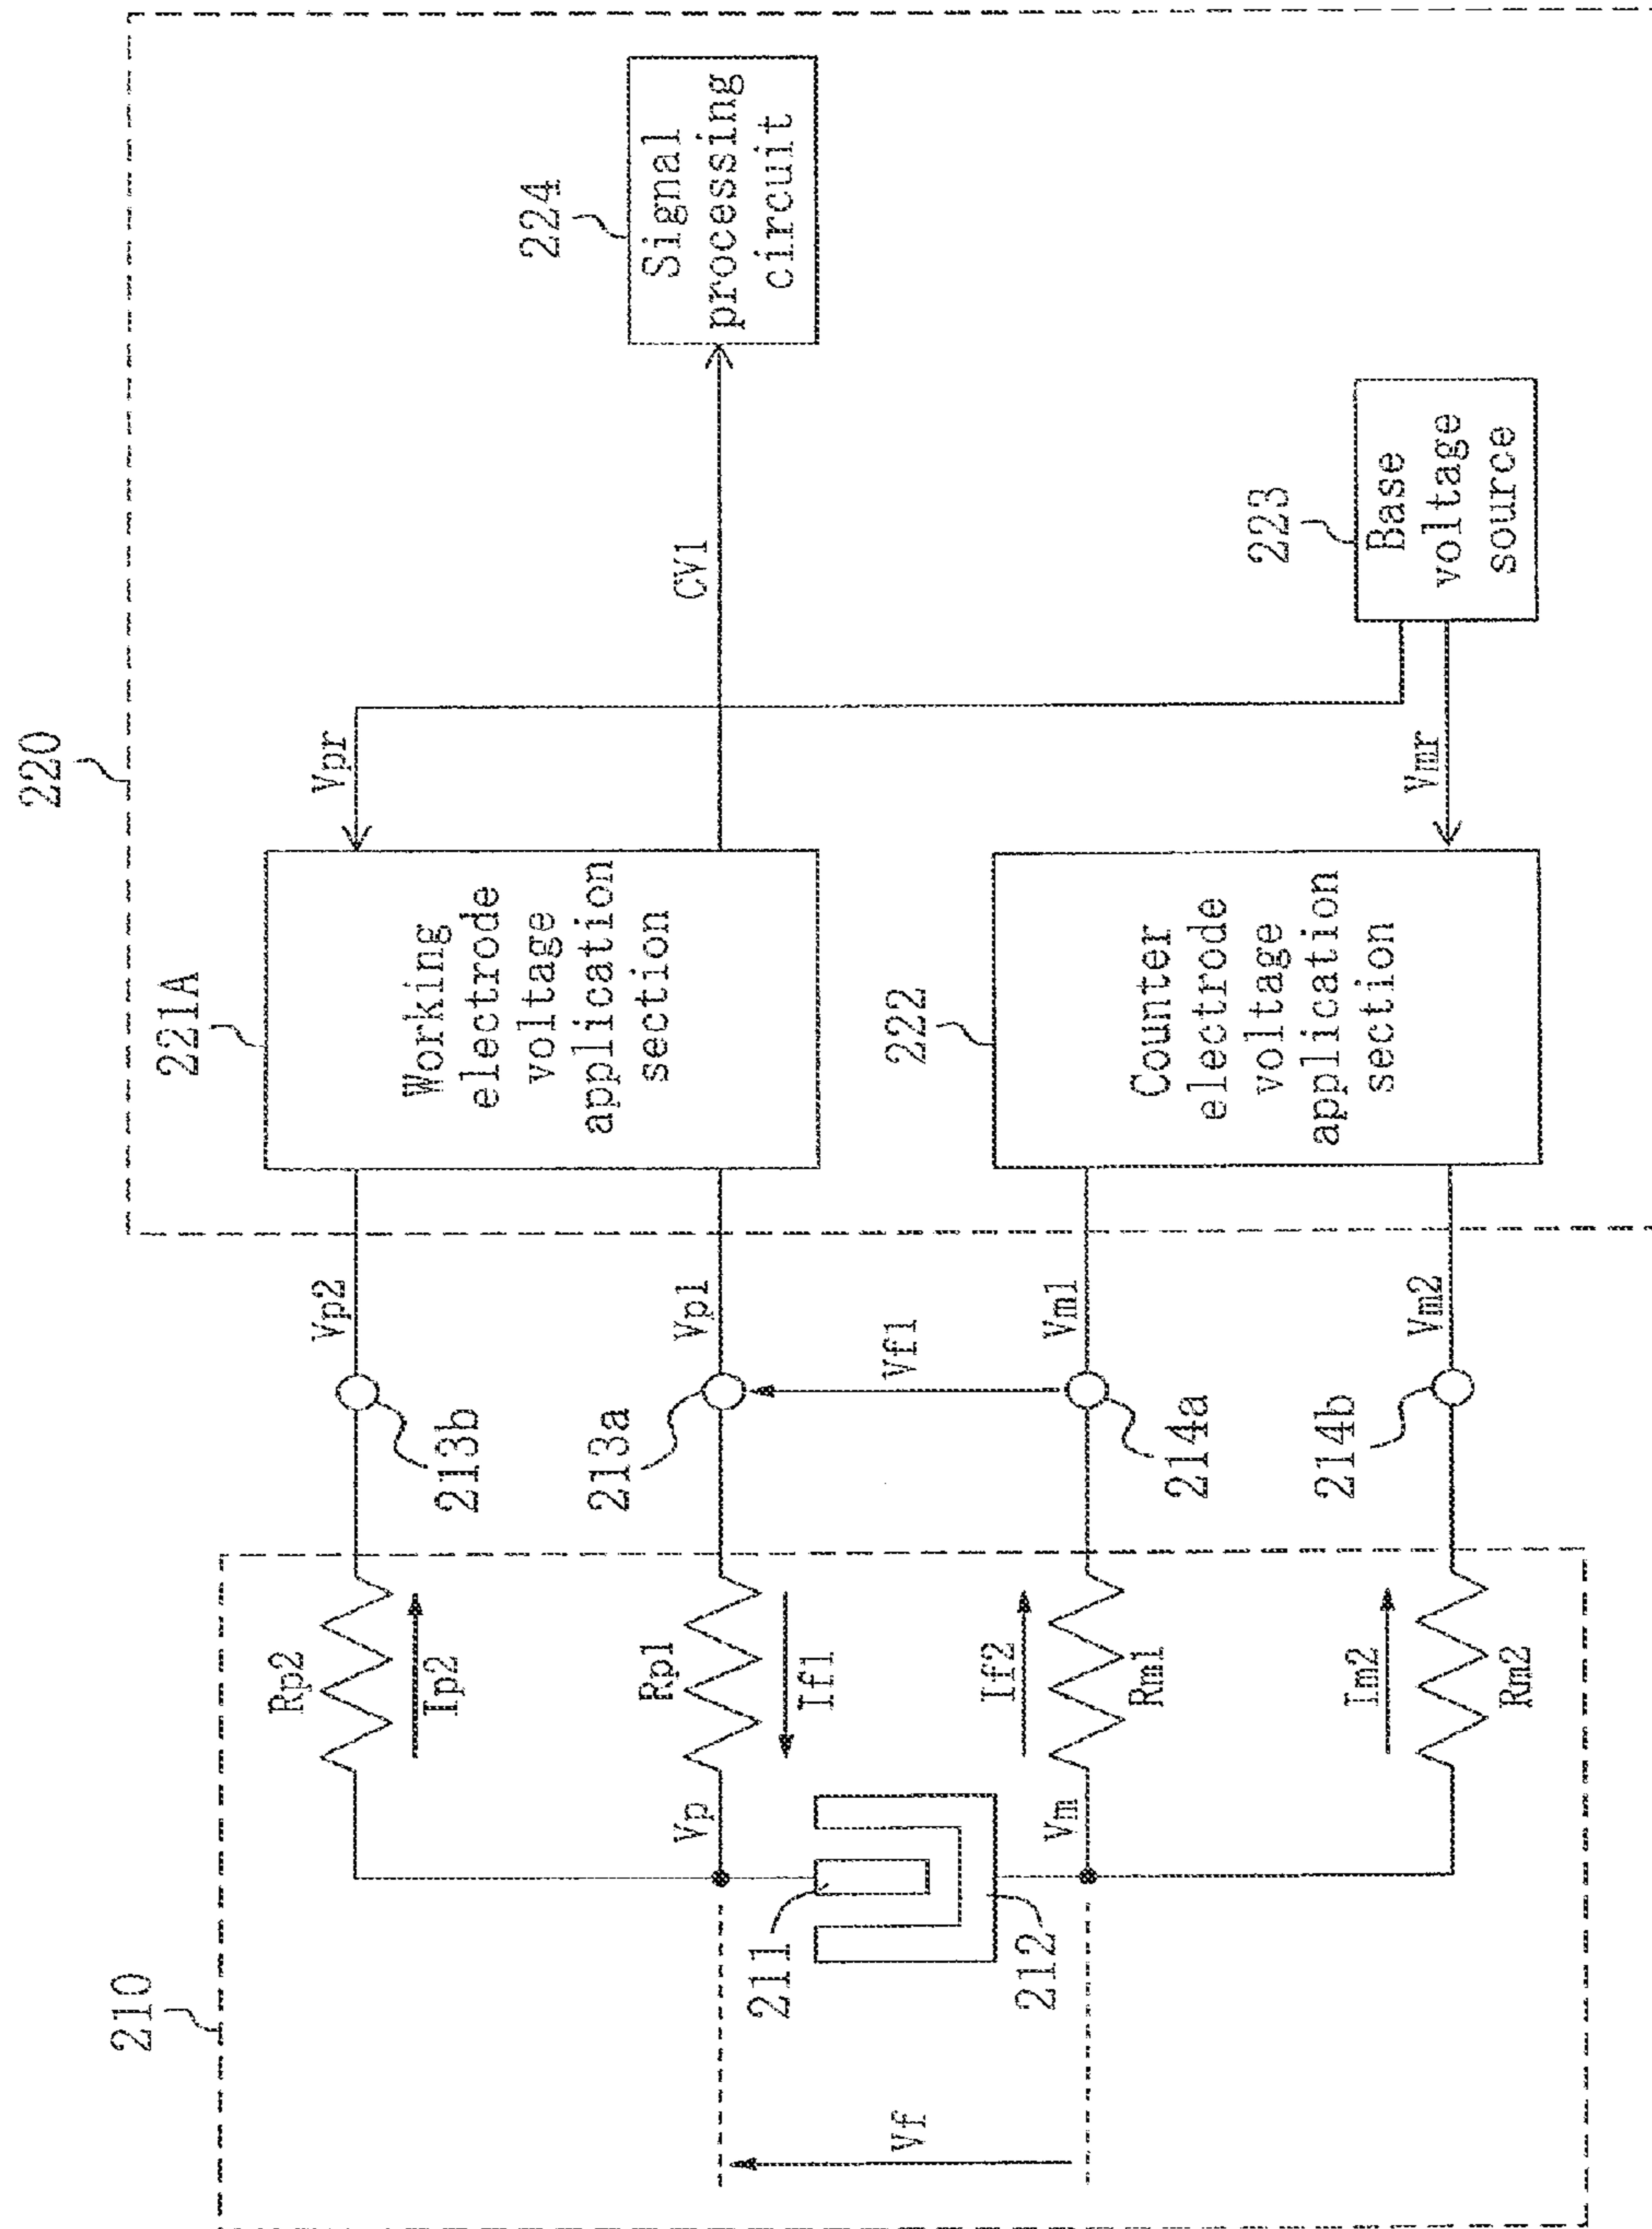 210
220
Rp2
Ip2
213b
Vp2
221A
Working
electrode
voltage
application
section
Vpr
224
Signal
processing
circuit
CV1
Vp
Rp1
If1
213a
Vp1
211
Vf
Vf1
212
Vm
If2
Rm1
214a
Vm1
222
Counter
electrode
voltage
application
section
Vmr
223
Base
voltage
source
Im2
Rm2
214b
Vm2